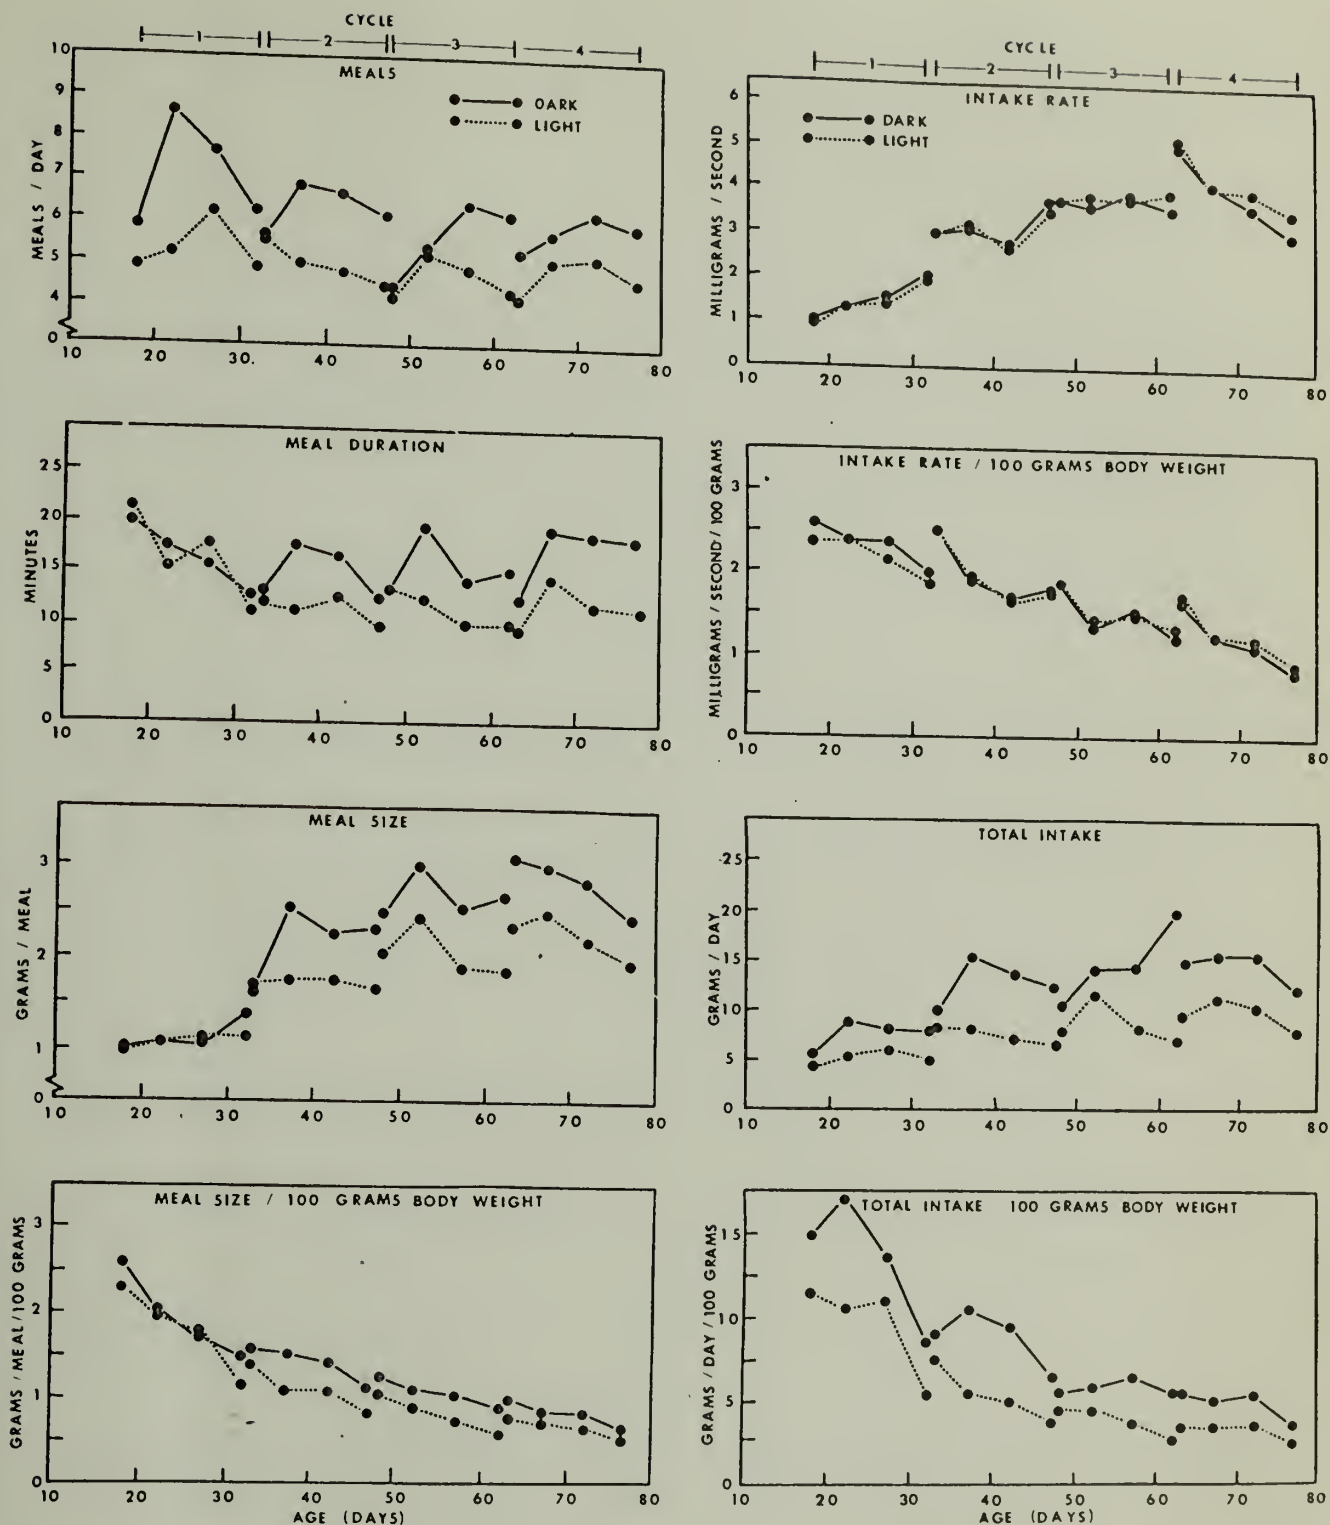 CYCLE
1 2 3 4
MEALS
DARK
LIGHT
MEALS / DAY
10
9
8
7
6
5
4
0
10 20 30. 40 50 60 70 80
CYCLE
1 2 3 4
INTAKE RATE
DARK
LIGHT
MILLIGRAMS / SECOND
6
5
4
3
2
1
0
10 20 30 40 50 60 70 80
MEAL DURATION
MINUTES
25
20
15
10
5
0
10 20 30 40 50 60 70 80
INTAKE RATE / 100 GRAMS BODY WEIGHT
MILLIGRAMS / SECOND / 100 GRAMS
3
2
1
0
10 20 30 40 50 60 70 80
MEAL SIZE
GRAMS / MEAL
3
2
1
0
10 20 30 40 50 60 70 80
TOTAL INTAKE
GRAMS / DAY
25
20
15
10
5
0
10 20 30 40 50 60 70 80
MEAL SIZE / 100 GRAMS BODY WEIGHT
GRAMS / MEAL / 100 GRAMS
3
2
1
0
10 20 30 40 50 60 70 80
AGE (DAYS)
TOTAL INTAKE 100 GRAMS BODY WEIGHT
GRAMS / DAY / 100 GRAMS
15
10
5
0
10 20 30 40 50 60 70 80
AGE (DAYS)